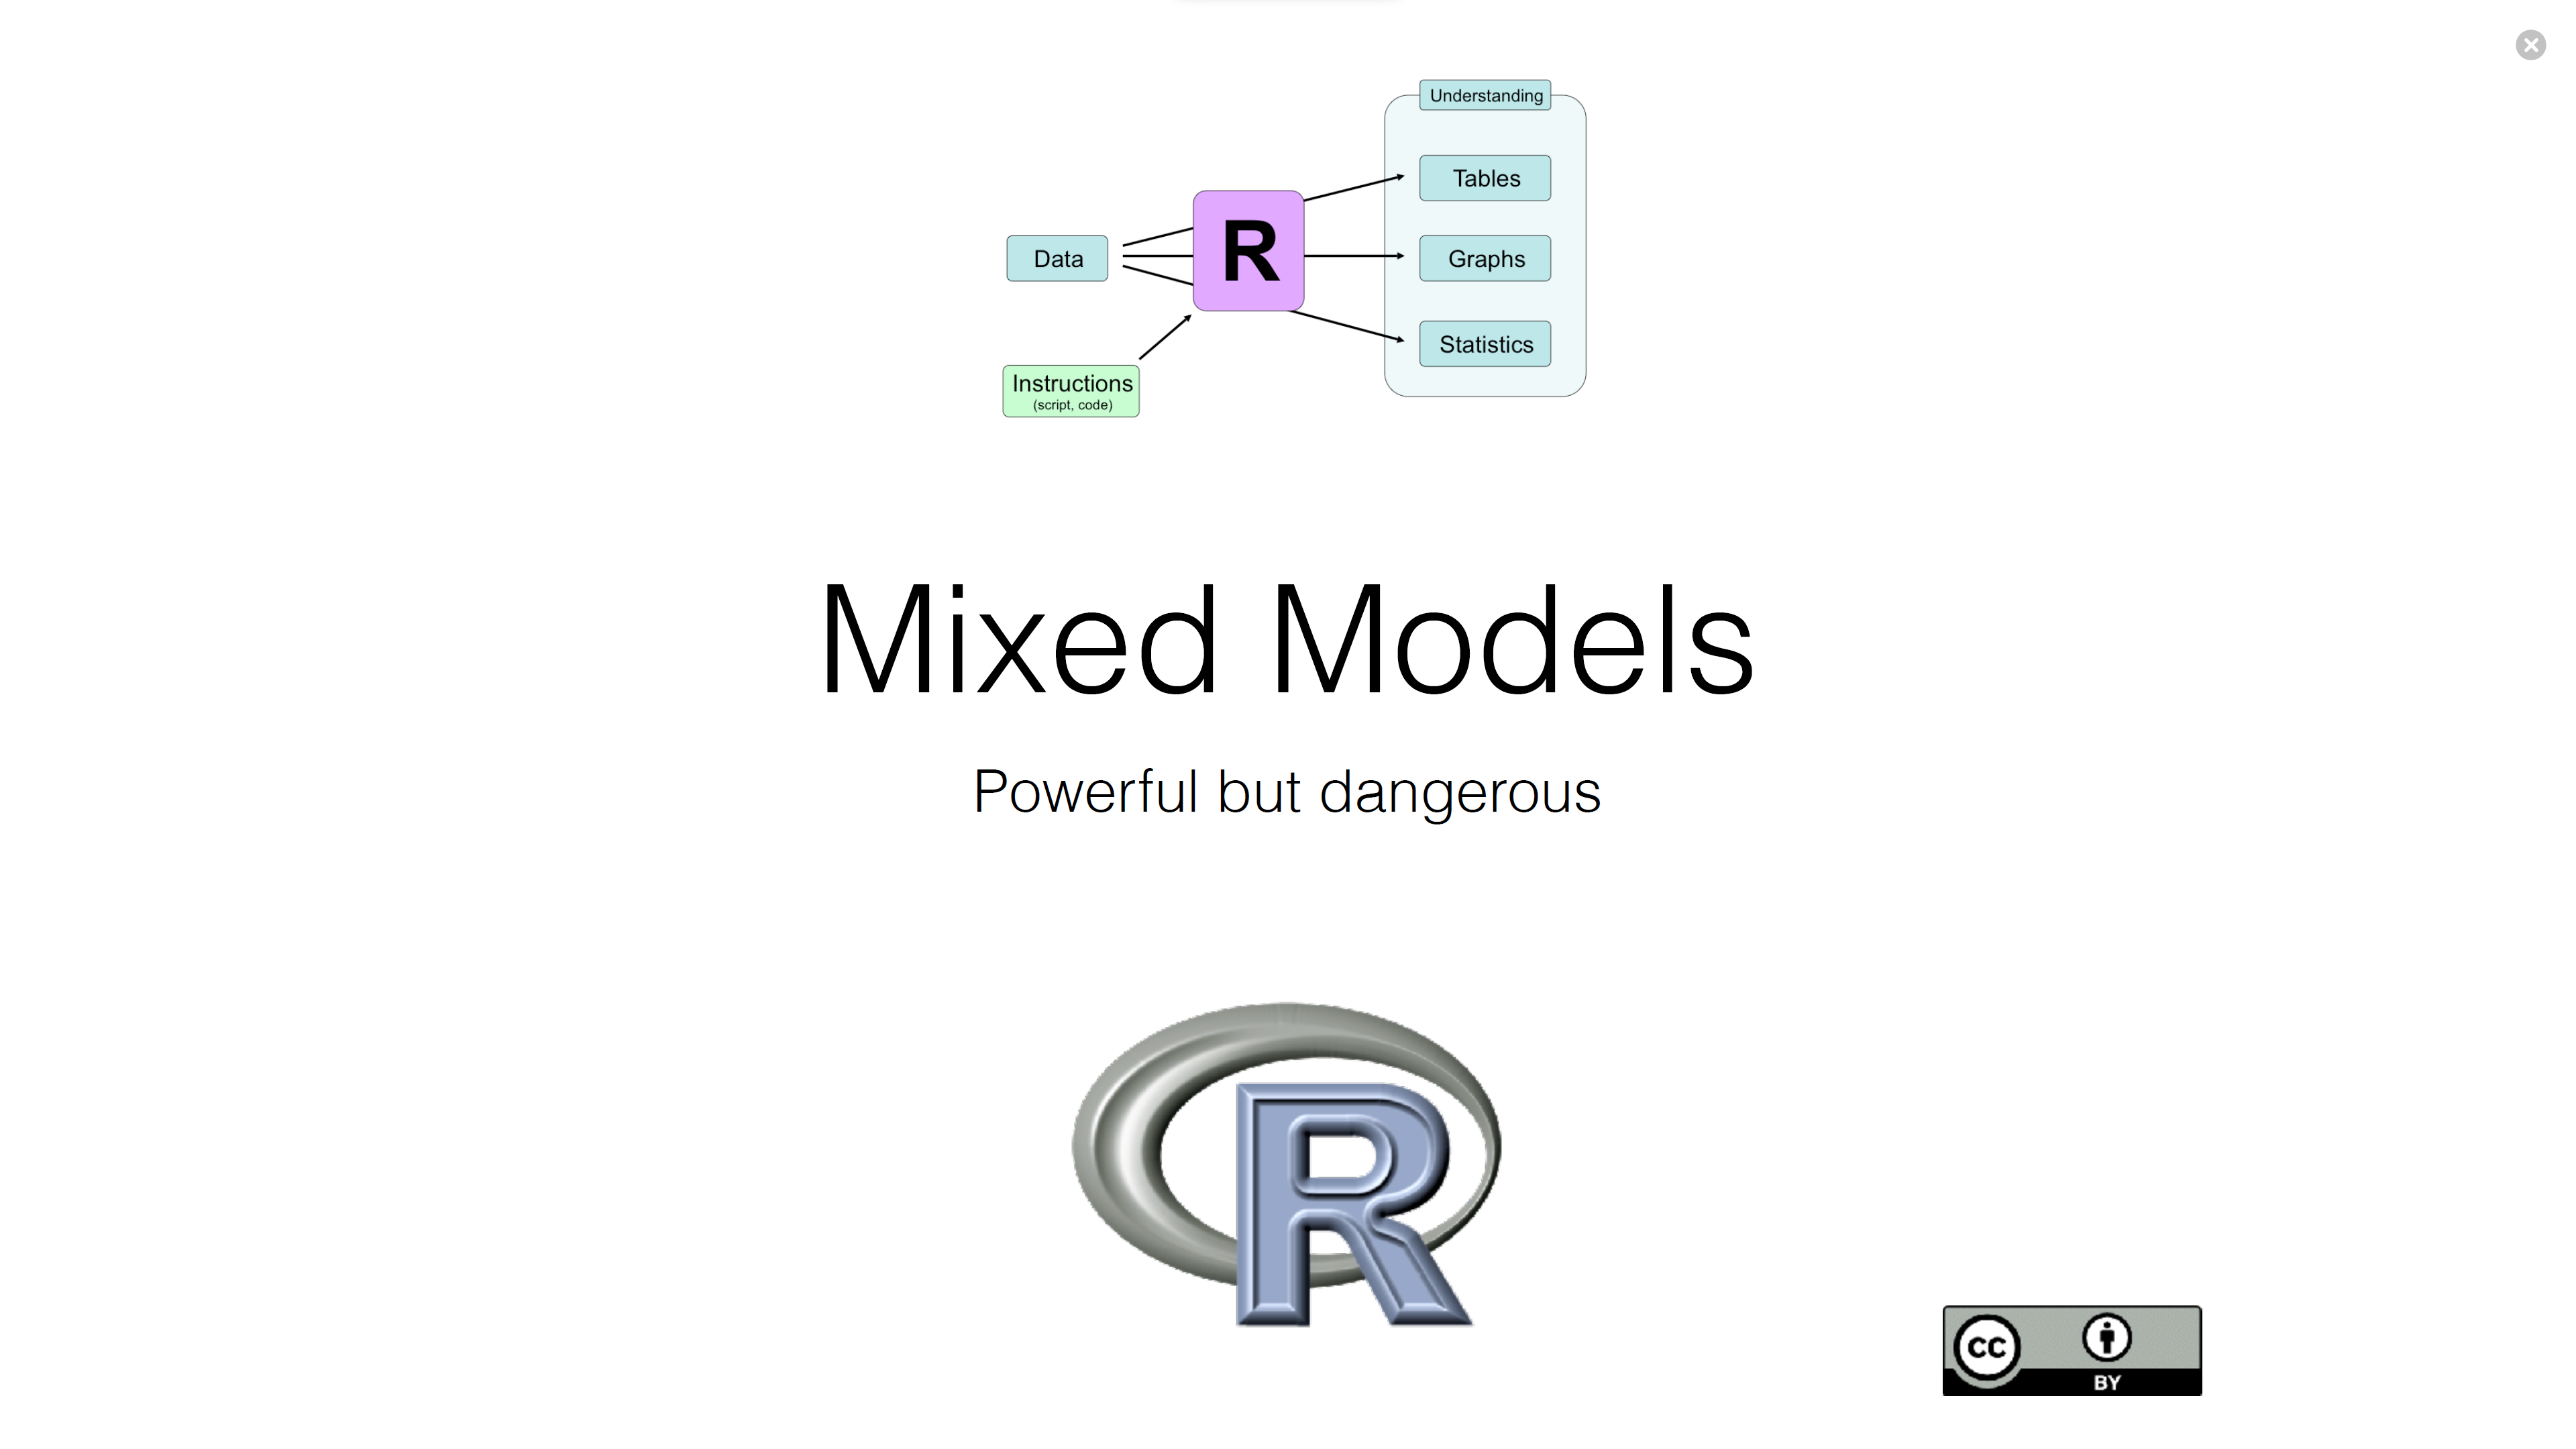 Understanding
Tables
R
Data
Graphs
Statistics
Instructions
(script, code)
Mixed Models
Powerful but dangerous
R
CC
BY